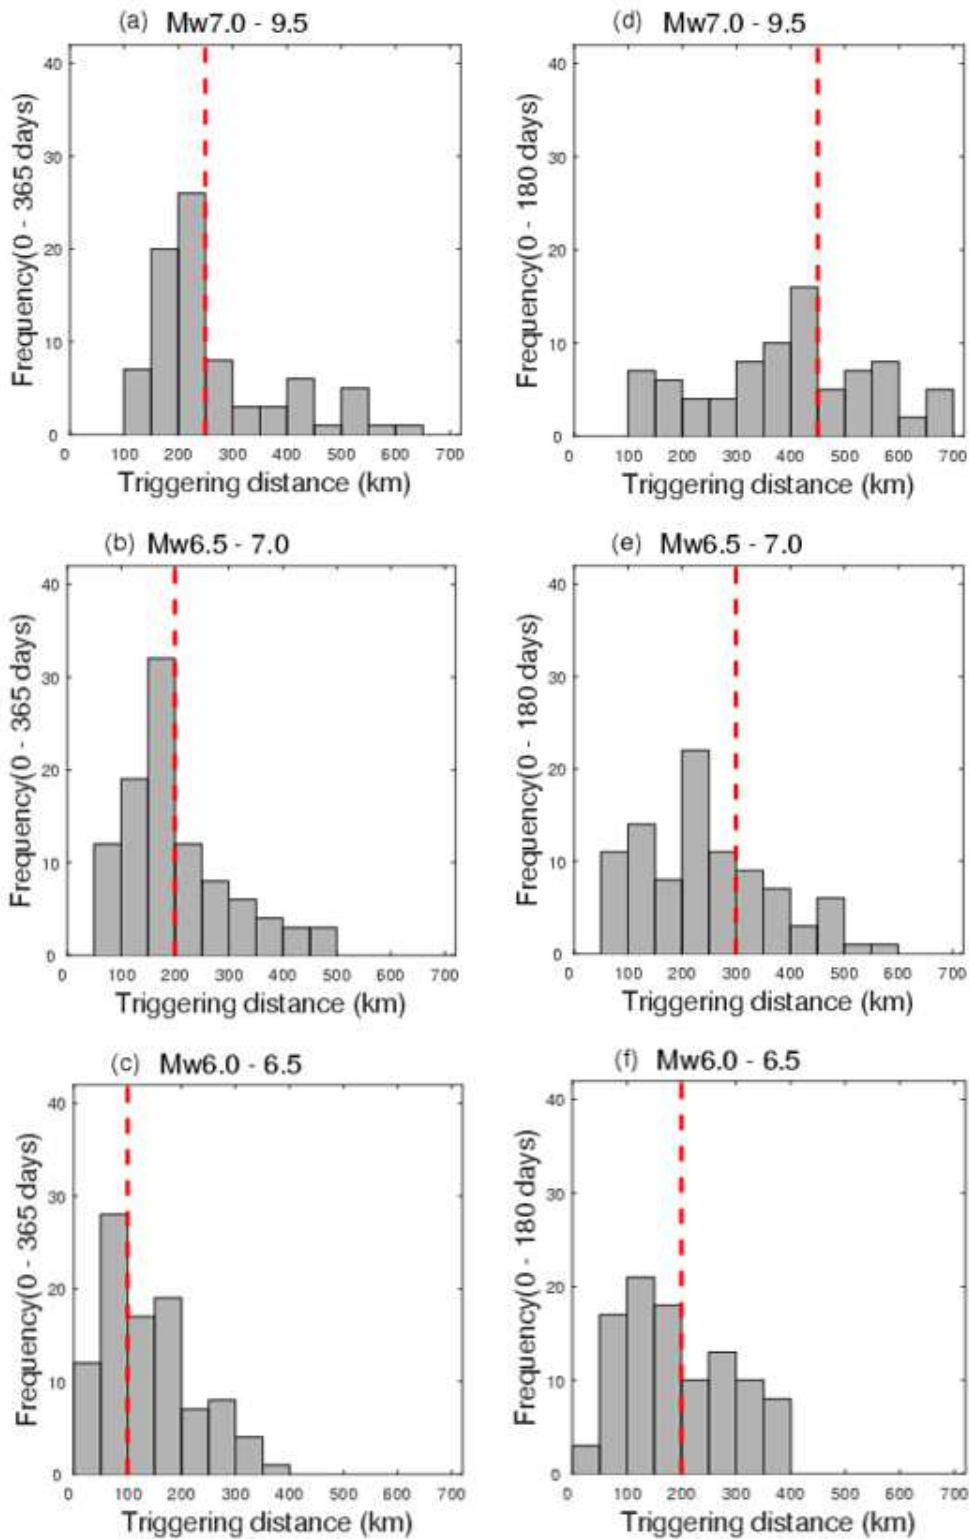 (a) Mw7.0 - 9.5
Frequency(0 - 365 days)
40
30
20
10
0
0 100 200 300 400 500 600 700
Triggering distance (km)
(d) Mw7.0 - 9.5
Frequency(0 - 180 days)
40
30
20
10
0
0 100 200 300 400 500 600 700
Triggering distance (km)
(b) Mw6.5 - 7.0
Frequency(0 - 365 days)
40
30
20
10
0
0 100 200 300 400 500 600 700
Triggering distance (km)
(e) Mw6.5 - 7.0
Frequency(0 - 180 days)
40
30
20
10
0
0 100 200 300 400 500 600 700
Triggering distance (km)
(c) Mw6.0 - 6.5
Frequency(0 - 365 days)
40
30
20
10
0
0 100 200 300 400 500 600 700
Triggering distance (km)
(f) Mw6.0 - 6.5
Frequency(0 - 180 days)
40
30
20
10
0
0 100 200 300 400 500 600 700
Triggering distance (km)